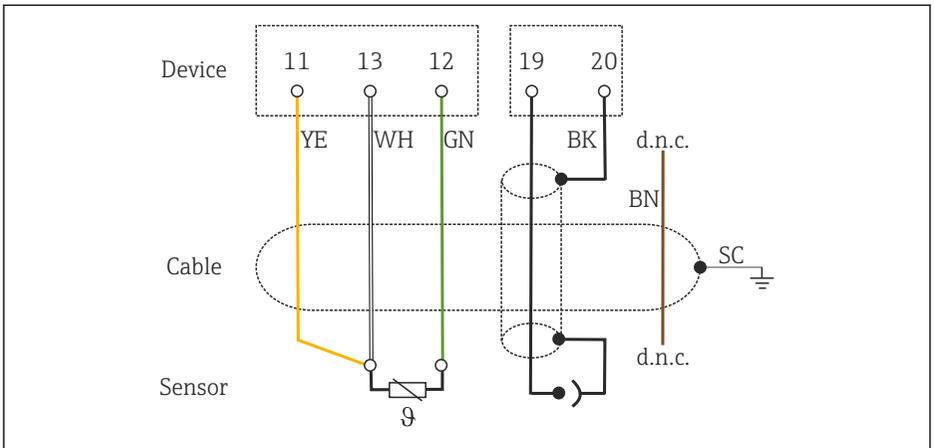 11 13 12 19 20
Device
YE WH GN BK d.n.c.
BN
Cable SC
d.n.c.
Sensor
ϑ